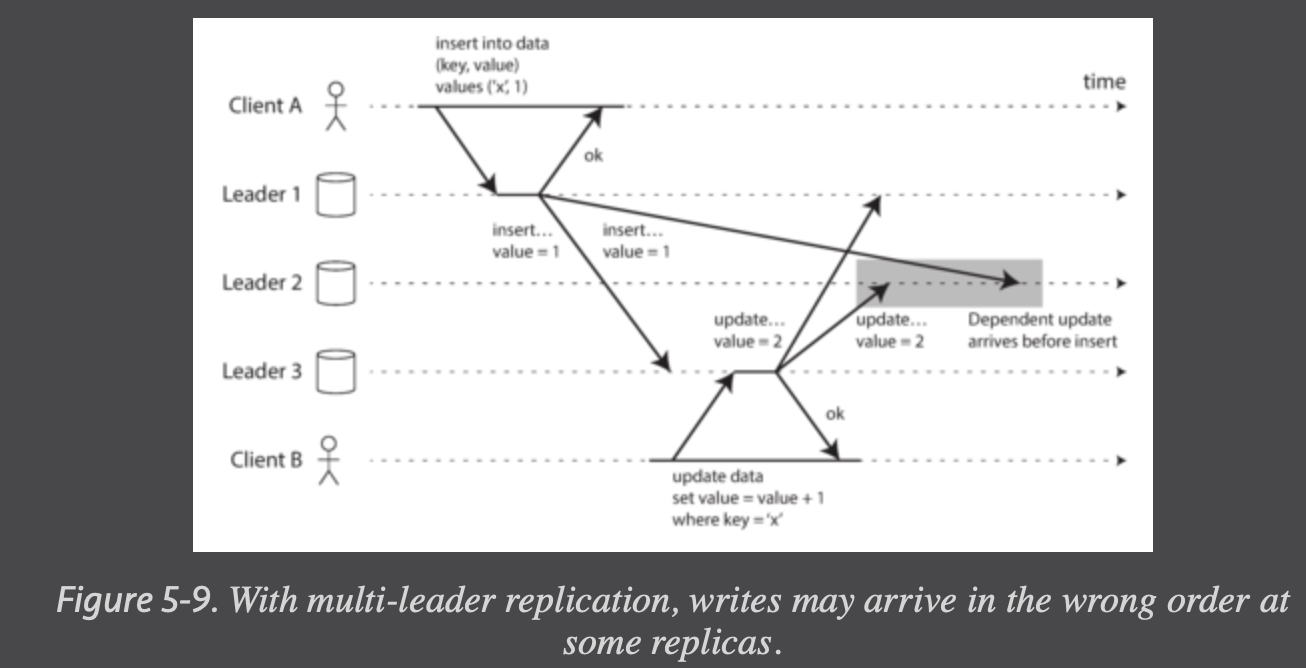 insert into data
(key, value)
values (‘x’, 1)
time
Client A
ok
Leader 1
insert...
value = 1
insert...
value = 1
Leader 2
update...
value = 2
update...
value = 2
Dependent update
arrives before insert
Leader 3
ok
Client B
update data
set value = value + 1
where key = ‘x’
Figure 5-9. With multi-leader replication, writes may arrive in the wrong order at
some replicas.